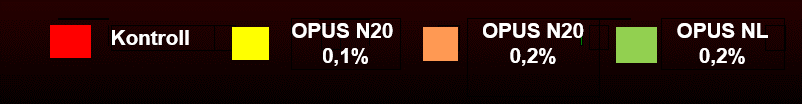 Kontroll
OPUS N20
0,1%
OPUS N20
0,2%
OPUS NL
0,2%